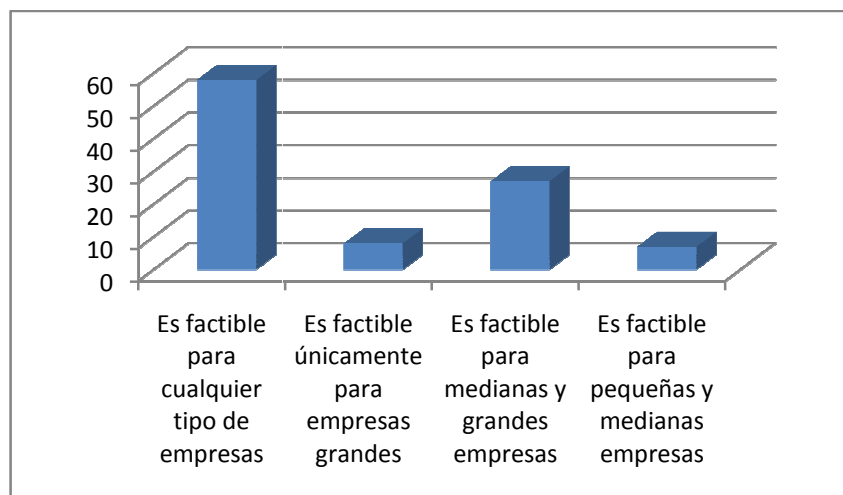 60
50
40
30
20
10
0
Es factible
para
cualquier
tipo de
empresas
Es factible
únicamente
para
empresas
grandes
Es factible
para
medianas y
grandes
empresas
Es factible
para
pequeñas y
medianas
empresas